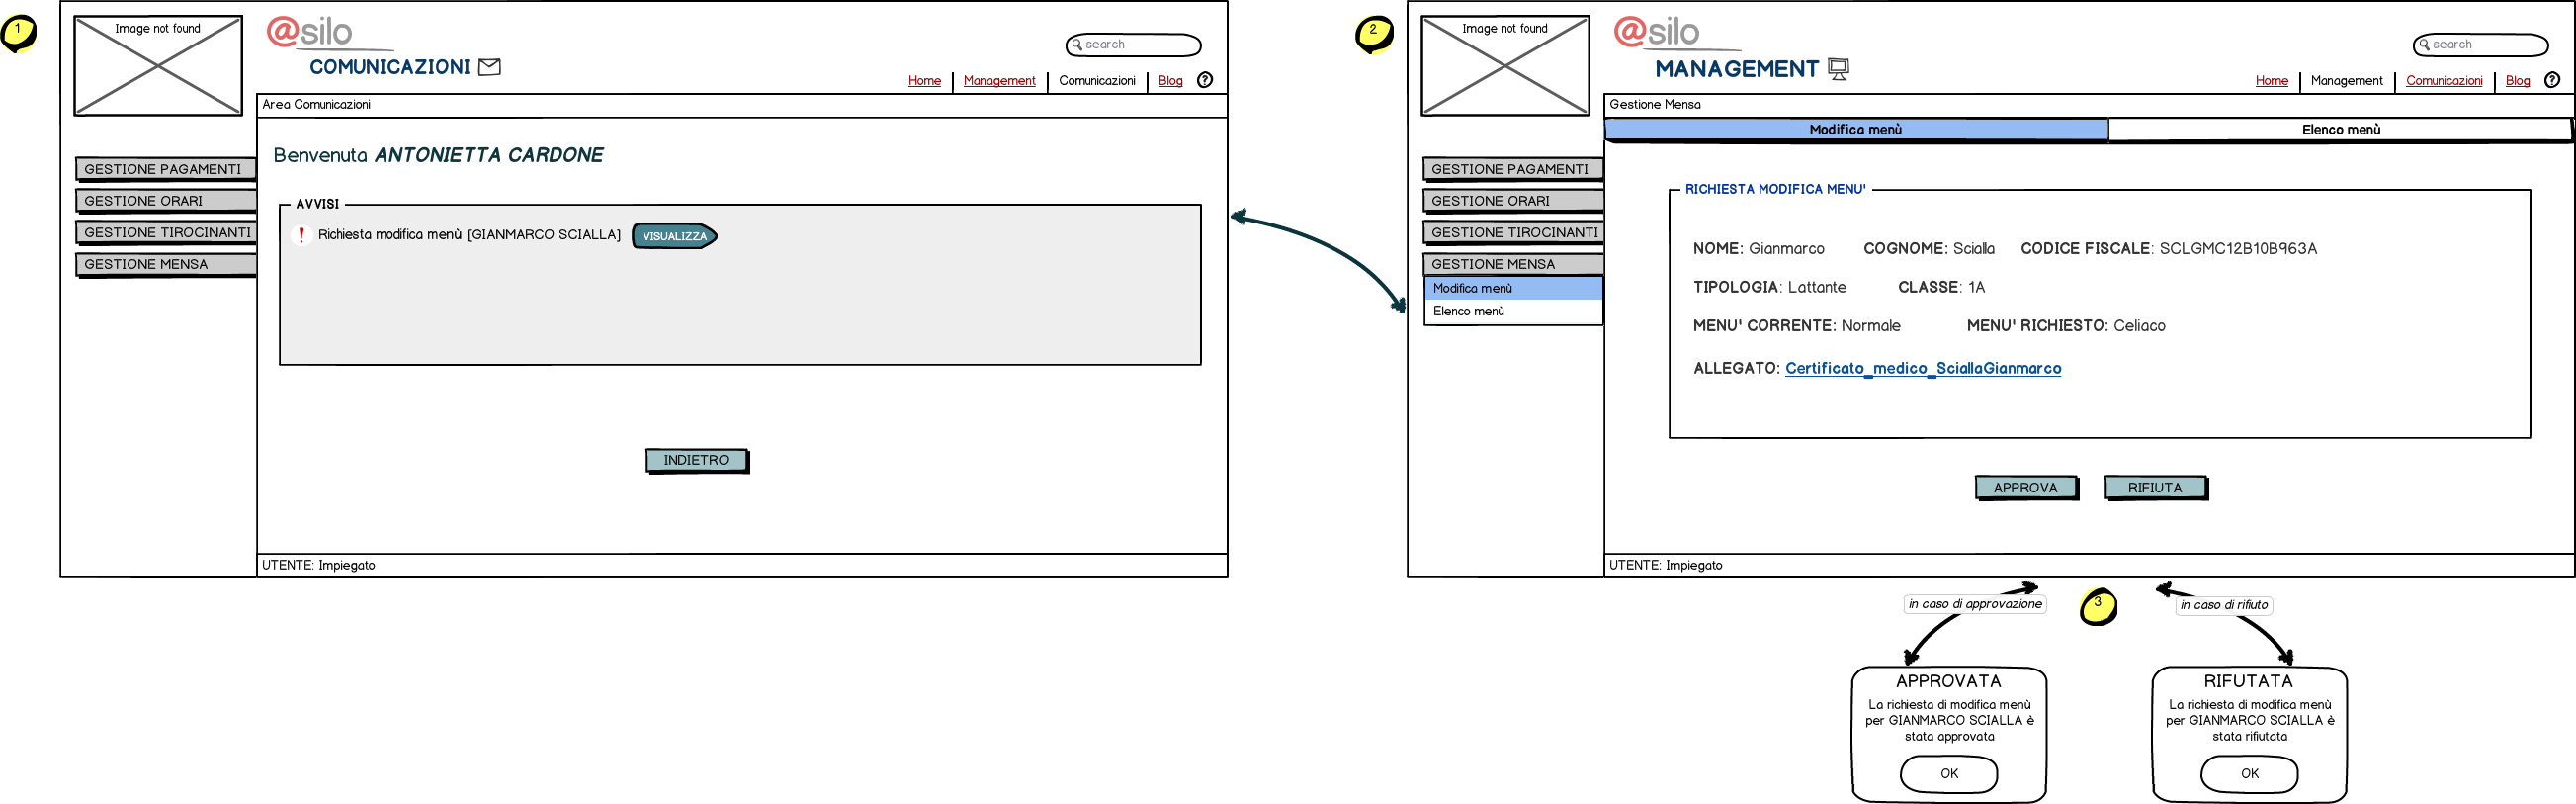 1
Image not found
@silo
COMUNICAZIONI
search
Home Management Comunicazioni Blog ?
Area Comunicazioni
Benvenuta ANTONIETTA CARDONE
GESTIONE PAGAMENTI
GESTIONE ORARI
GESTIONE TIROCINANTI
GESTIONE MENSA
AVVISI
! Richiesta modifica menù [GIANMARCO SCIALLA] VISUALIZZA
INDIETRO
UTENTE: Impiegato
2
Image not found
@silo
MANAGEMENT
search
Home Management Comunicazioni Blog ?
Gestione Mensa
Modifica menù Elenco menù
GESTIONE PAGAMENTI
GESTIONE ORARI
GESTIONE TIROCINANTI
GESTIONE MENSA
Modifica menù
Elenco menù
RICHIESTA MODIFICA MENU'
NOME: Gianmarco COGNOME: Scialla CODICE FISCALE: SCLGMC12B10B963A
TIPOLOGIA: Lattante CLASSE: 1A
MENU' CORRENTE: Normale MENU' RICHIESTO: Celiaco
ALLEGATO: Certificato_medico_SciallaGianmarco
APPROVA RIFIUTA
UTENTE: Impiegato
3
in caso di approvazione
in caso di rifiuto
APPROVATA
La richiesta di modifica menù
per GIANMARCO SCIALLA è
stata approvata
OK
RIFUTATA
La richiesta di modifica menù
per GIANMARCO SCIALLA è
stata rifiutata
OK